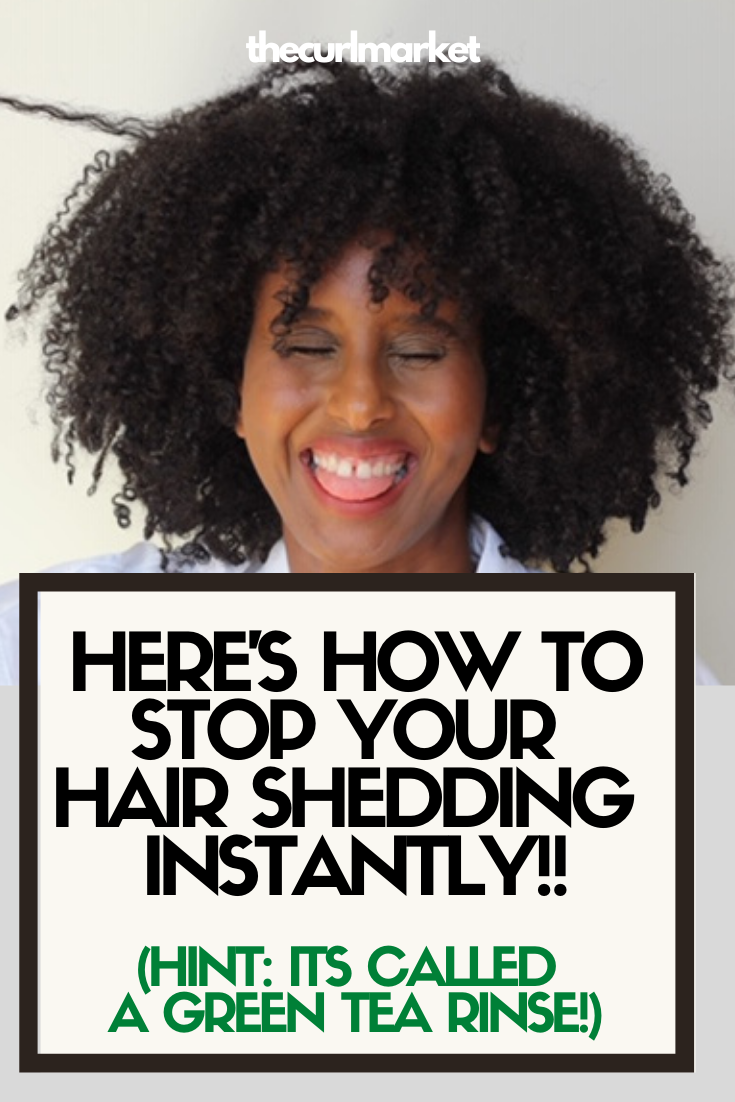 thecurlmarket
HERE'S HOW TO
STOP YOUR
HAIR SHEDDING
INSTANTLY!!
(HINT: ITS CALLED
A GREEN TEA RINSE!)